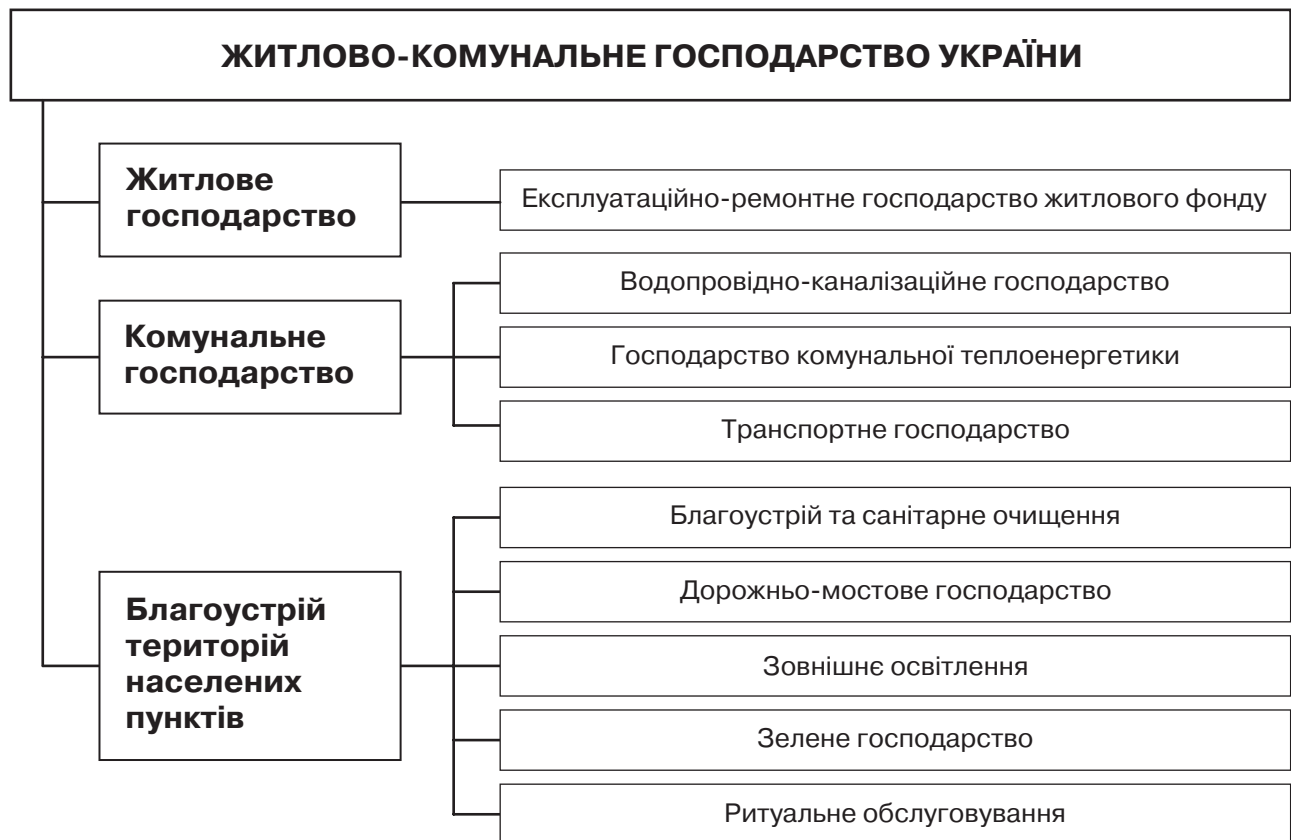 ЖИТЛОВО-КОМУНАЛЬНЕ ГОСПОДАРСТВО УКРАЇНИ
Житлове
господарство
Експлуатаційно-ремонтне господарство житлового фонду
Комунальне
господарство
Водопровідно-каналізаційне господарство
Господарство комунальної теплоенергетики
Транспортне господарство
Благоустрій
територій
населених
пунктів
Благоустрій та санітарне очищення
Дорожньо-мостове господарство
Зовнішнє освітлення
Зелене господарство
Ритуальне обслуговування